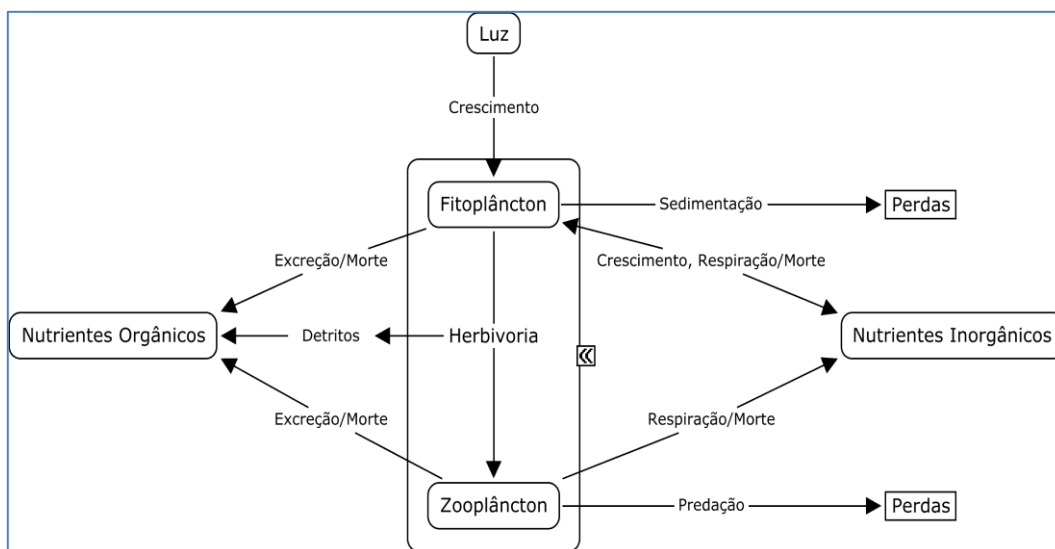 Luz
Crescimento
Fitoplâncton
Sedimentação
Perdas
Excreção/Morte
Crescimento, Respiração/Morte
Nutrientes Orgânicos
Detritos
Herbivoria
Nutrientes Inorgânicos
Excreção/Morte
Respiração/Morte
Zooplâncton
Predação
Perdas